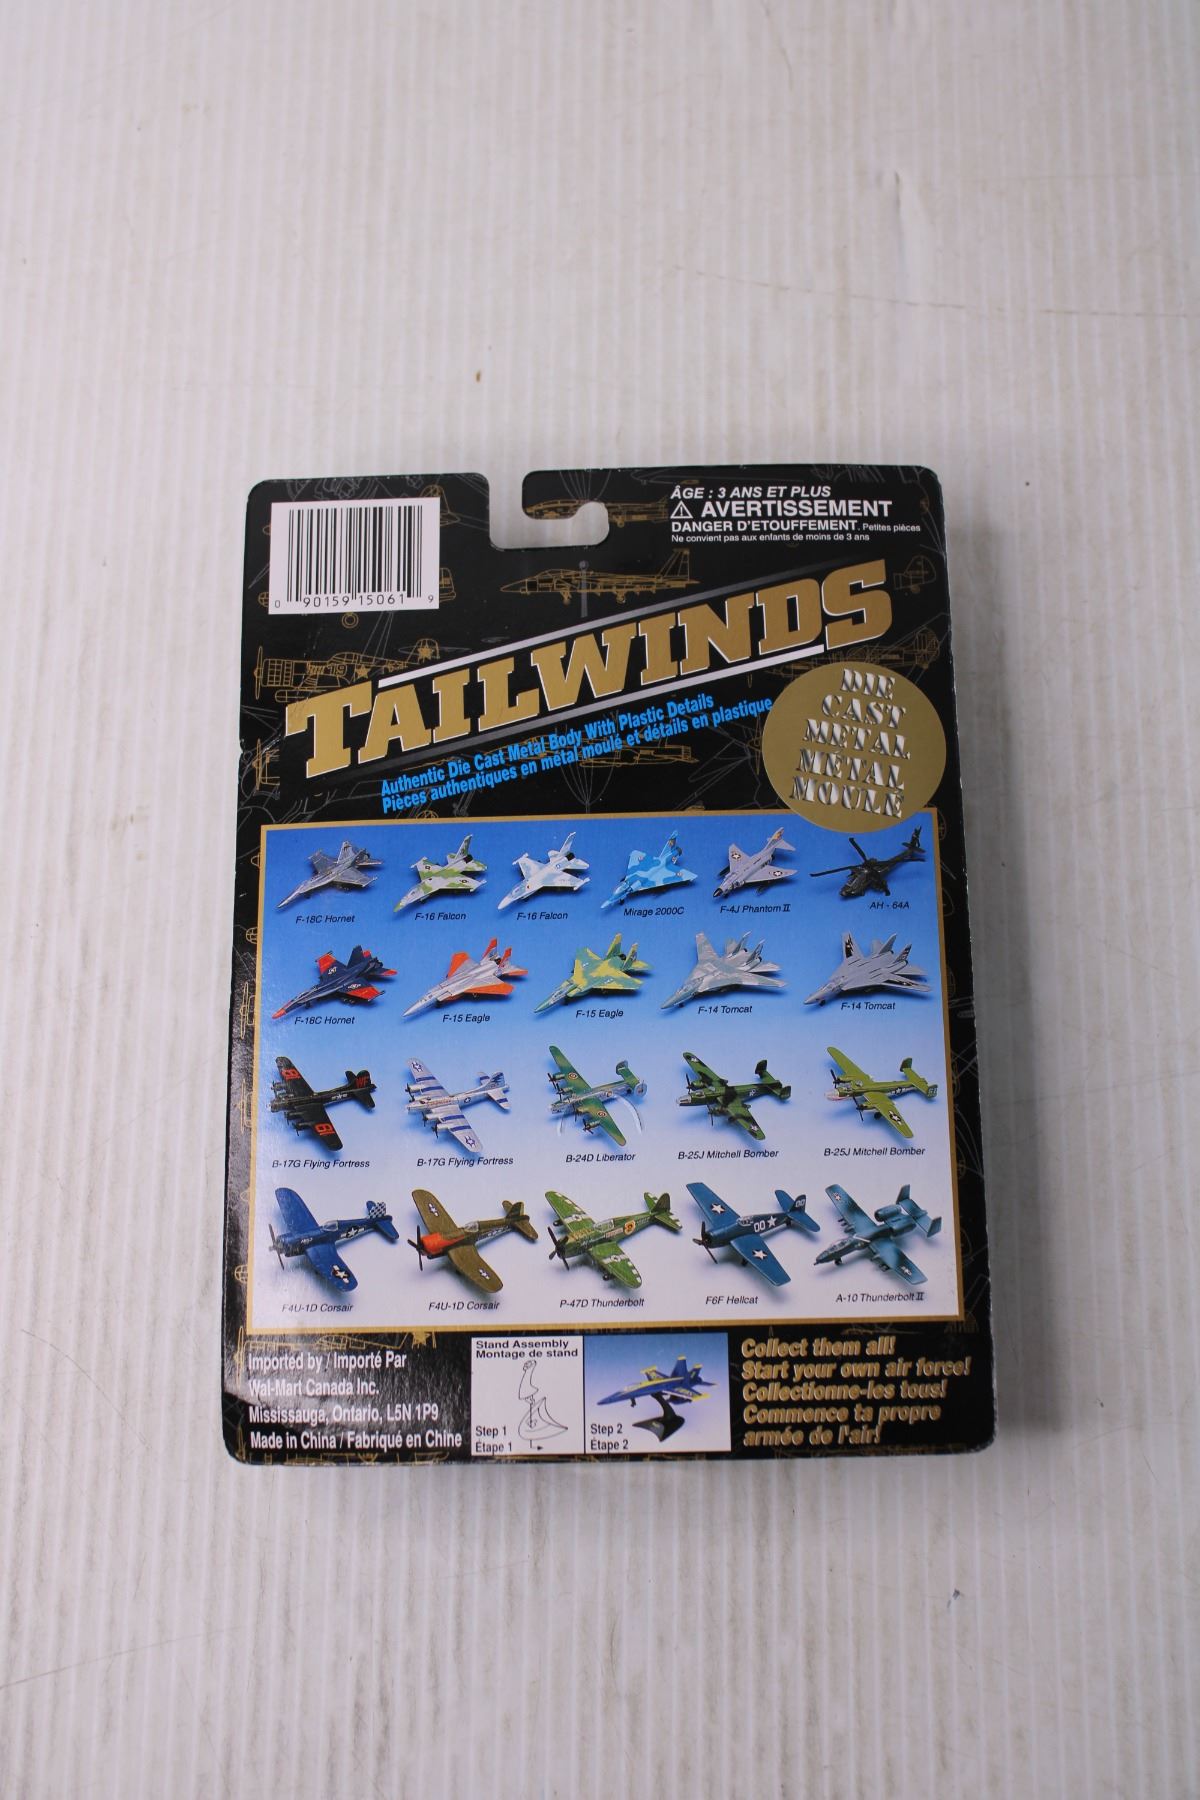 ÂGE : 3 ANS ET PLUS
⚠ AVERTISSEMENT
DANGER D'ETOUFFEMENT. Petites pièces
Ne convient pas aux enfants de moins de 3 ans
0 90159 15061 9
TAILWINDS
Authentic Die Cast Metal Body With Plastic Details
Pièces authentiques en métal moulé et détails en plastique
DIE
CAST
METAL
MÉTAL
MOULÉ
F-18C Hornet
F-16 Falcon
F-16 Falcon
Mirage 2000C
F-4J Phantom II
AH - 64A
F-18C Hornet
F-15 Eagle
F-15 Eagle
F-14 Tomcat
F-14 Tomcat
B-17G Flying Fortress
B-17G Flying Fortress
B-24D Liberator
B-25J Mitchell Bomber
B-25J Mitchell Bomber
F4U-1D Corsair
F4U-1D Corsair
P-47D Thunderbolt
F6F Hellcat
A-10 Thunderbolt II
Imported by / Importé Par
Wal-Mart Canada Inc.
Mississauga, Ontario, L5N 1P9
Made in China / Fabriqué en Chine
Stand Assembly
Montage de stand
Step 1
Étape 1
Step 2
Étape 2
Collect them all!
Start your own air force!
Collectionne-les tous!
Commence ta propre
armée de l'air!